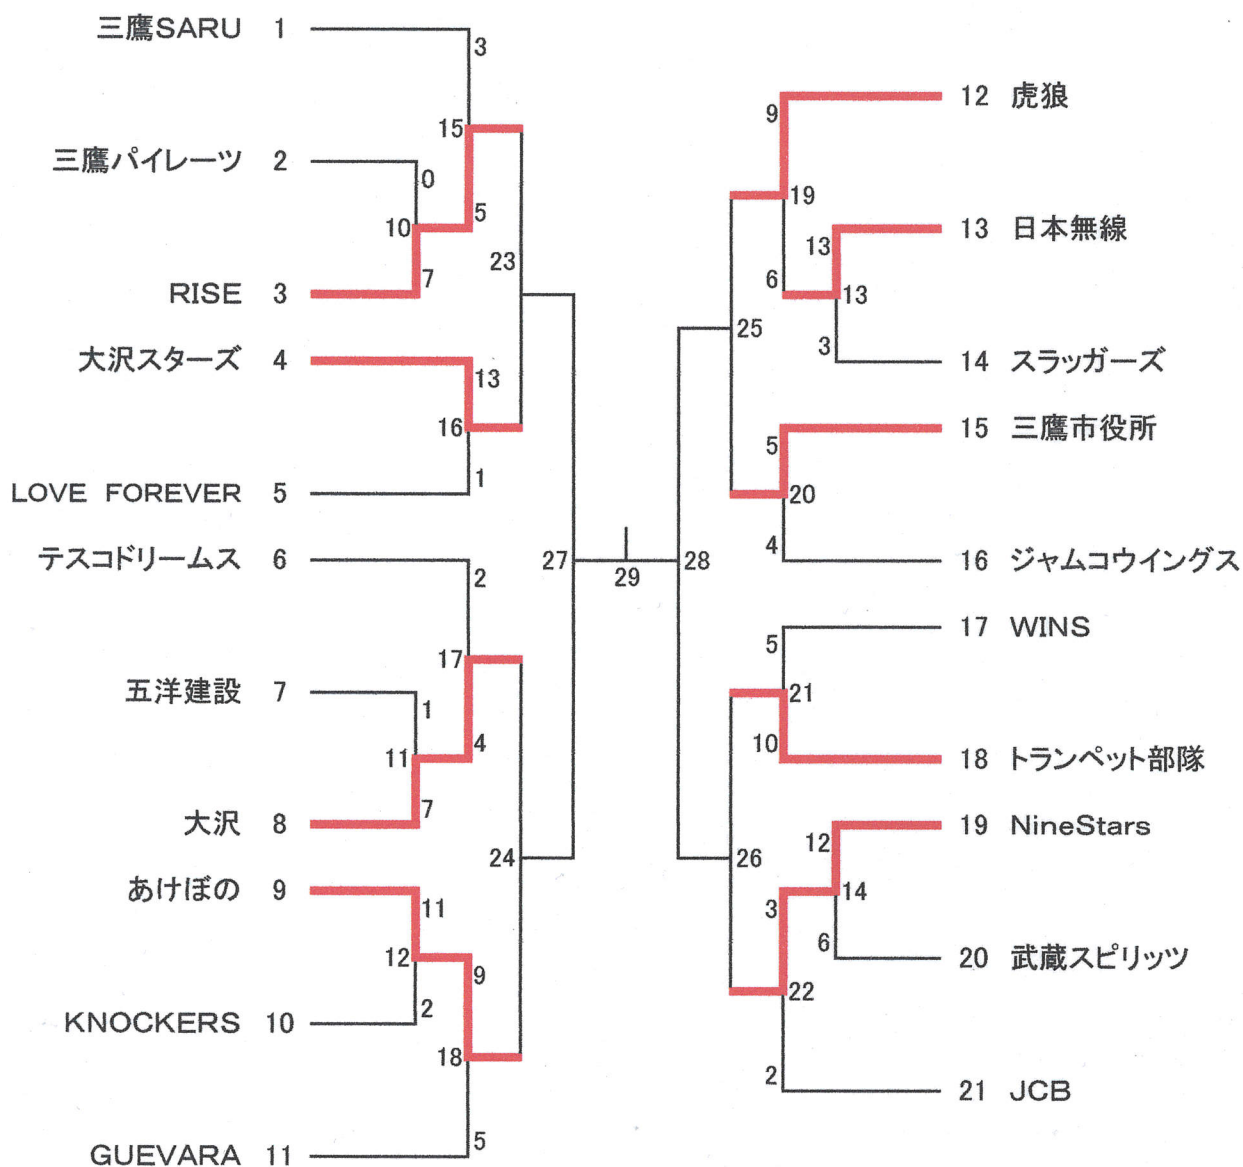 三鷹SARU 1
3
15
三鷹パイレーツ 2
0
10
5
7
23
RISE 3
大沢スターズ 4
13
16
1
LOVE FOREVER 5
テスコドリームス 6
2
17
五洋建設 7
1
11
4
7
大沢 8
24
あけぼの 9
11
12
9
2
KNOCKERS 10
18
5
GUEVARA 11
27
29
28
9
12 虎狼
19
13
13 日本無線
6
13
25
3
14 スラッガーズ
5
15 三鷹市役所
20
4
16 ジャムコウイングス
5
17 WINS
21
10
18 トランペット部隊
12
19 NineStars
26
14
3
6
20 武蔵スピリッツ
22
2
21 JCB